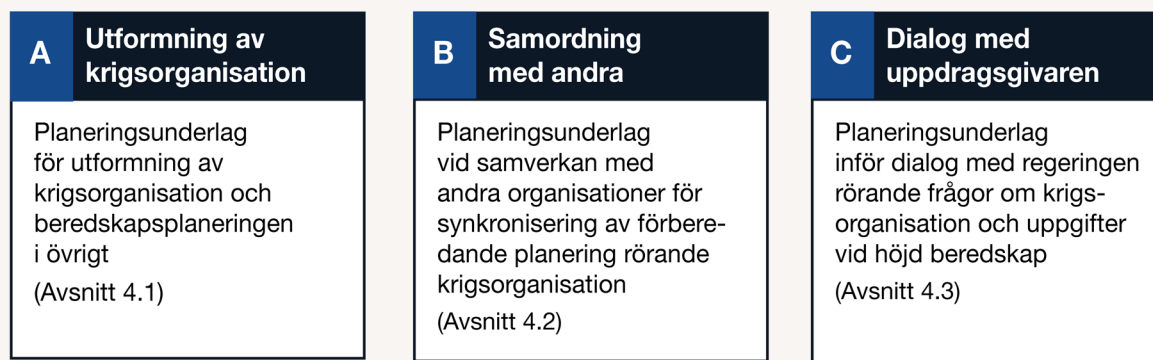 A
Utformning av
krigsorganisation
Planeringsunderlag
för utformning av
krigsorganisation och
beredskapsplaneringen
i övrigt
(Avsnitt 4.1)
B
Samordning
med andra
Planeringsunderlag
vid samverkan med
andra organisationer för
synkronisering av förbere-
dande planering rörande
krigsorganisation
(Avsnitt 4.2)
C
Dialog med
uppdragsgivaren
Planeringsunderlag
inför dialog med regeringen
rörande frågor om krigs-
organisation och uppgifter
vid höjd beredskap
(Avsnitt 4.3)